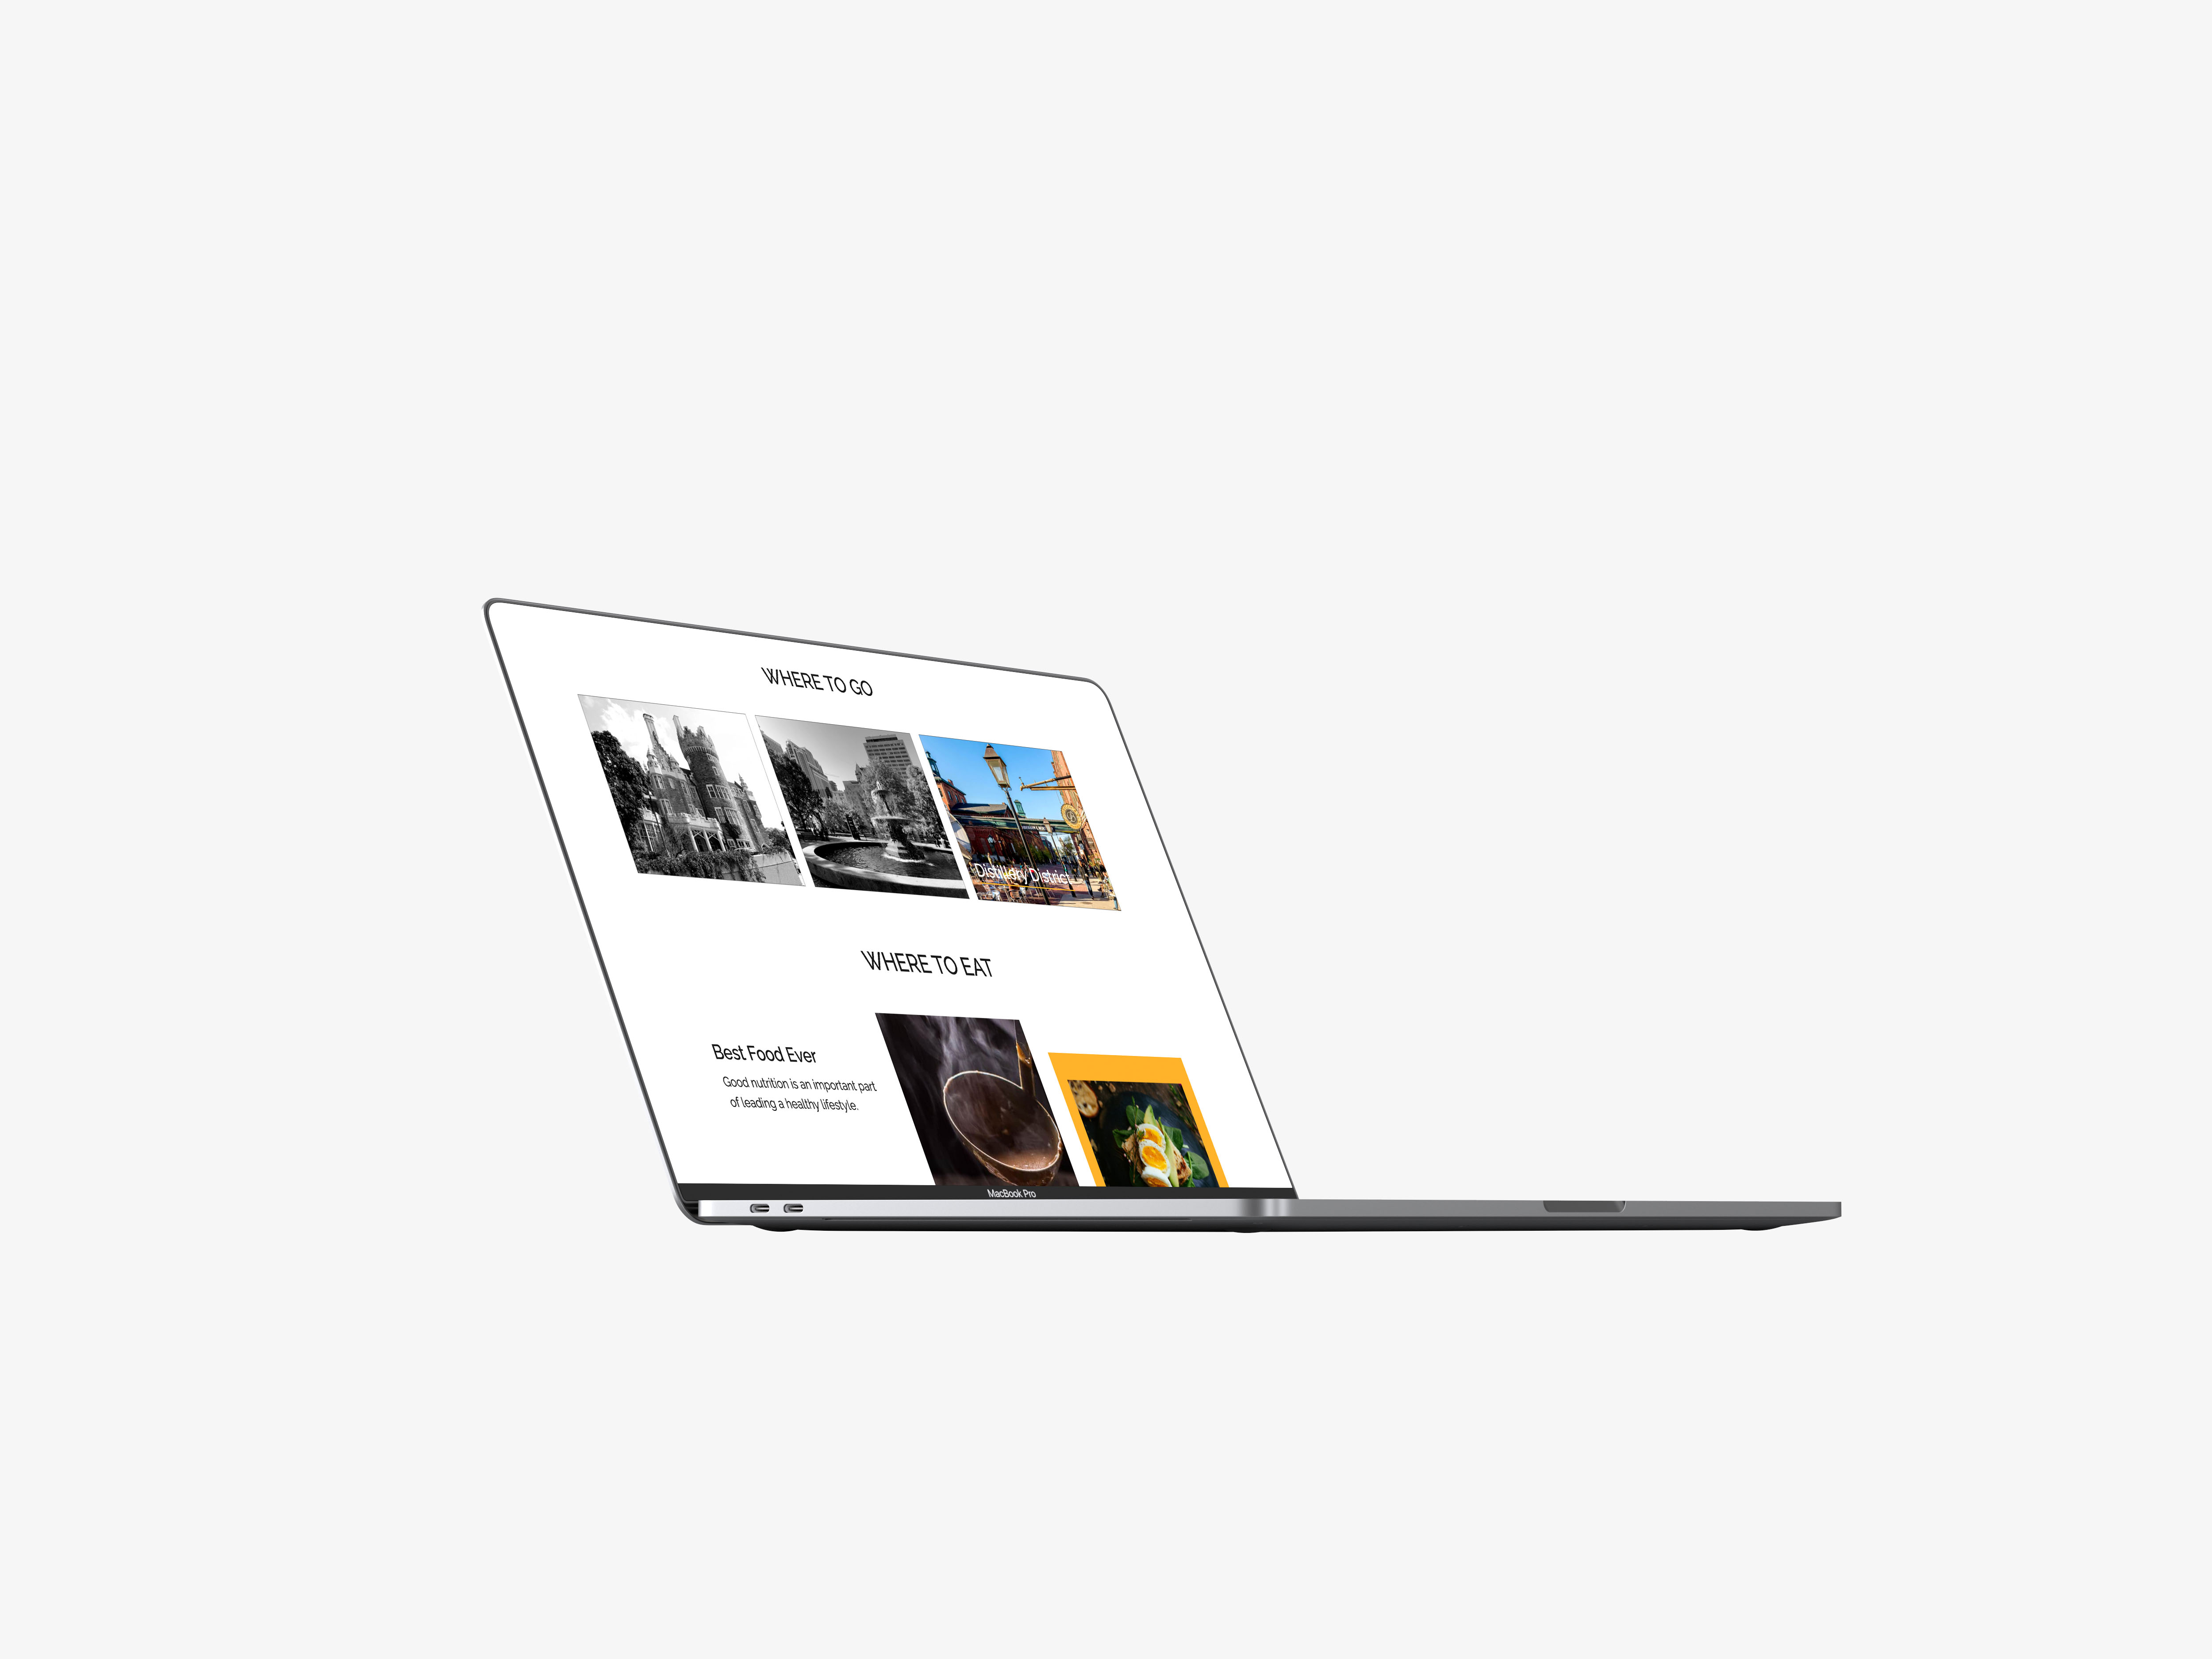 WHERE TO GO
Distillery District
WHERE TO EAT
Best Food Ever
Good nutrition is an important part
of leading a healthy lifestyle.
MacBook Pro